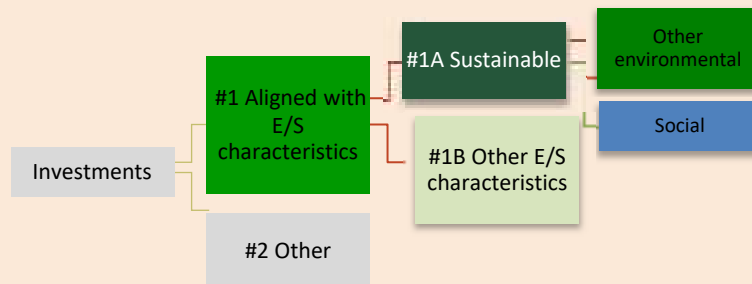 Investments
#1 Aligned with
E/S
characteristics
#2 Other
#1A Sustainable
#1B Other E/S
characteristics
Other
environmental
Social